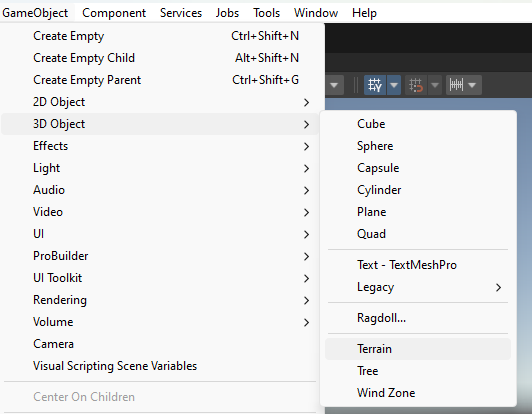 GameObject Component Services Jobs Tools Window Help
Create Empty Ctrl+Shift+N
Create Empty Child Alt+Shift+N
Create Empty Parent Ctrl+Shift+G
2D Object
3D Object
Effects
Light
Audio
Video
UI
ProBuilder
UI Toolkit
Rendering
Volume
Camera
Visual Scripting Scene Variables
Center On Children
Cube
Sphere
Capsule
Cylinder
Plane
Quad
Text - TextMeshPro
Legacy
Ragdoll...
Terrain
Tree
Wind Zone